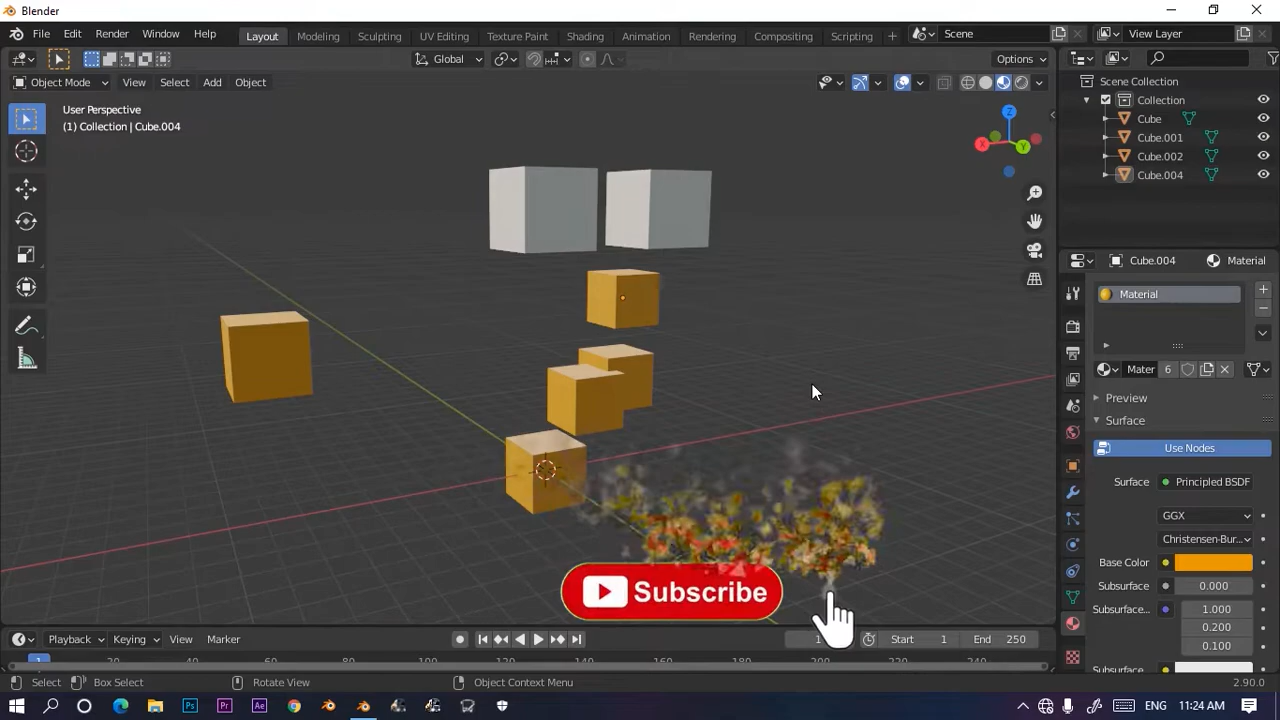 Blender
File Edit Render Window Help Layout Modeling Sculpting UV Editing Texture Paint Shading Animation Rendering Compositing Scripting + Scene View Layer
Global Options
Object Mode View Select Add Object
User Perspective
(1) Collection | Cube.004
Z
X
Y
Scene Collection
Collection
Cube
Cube.001
Cube.002
Cube.004
Cube.004 Material
Material
Mater 6
Preview
Surface
Use Nodes
Surface Principled BSDF
GGX
Christensen-Bur...
Base Color
Subsurface 0.000
Subsurface... 1.000
0.200
0.100
Subscribe
Playback Keying View Marker 1 Start 1 End 250
1 20 40 60 80 100 120 140 160 180 200 220 240
Select Box Select Rotate View Object Context Menu 2.90.0
Ps Pr Ae ENG 11:24 AM